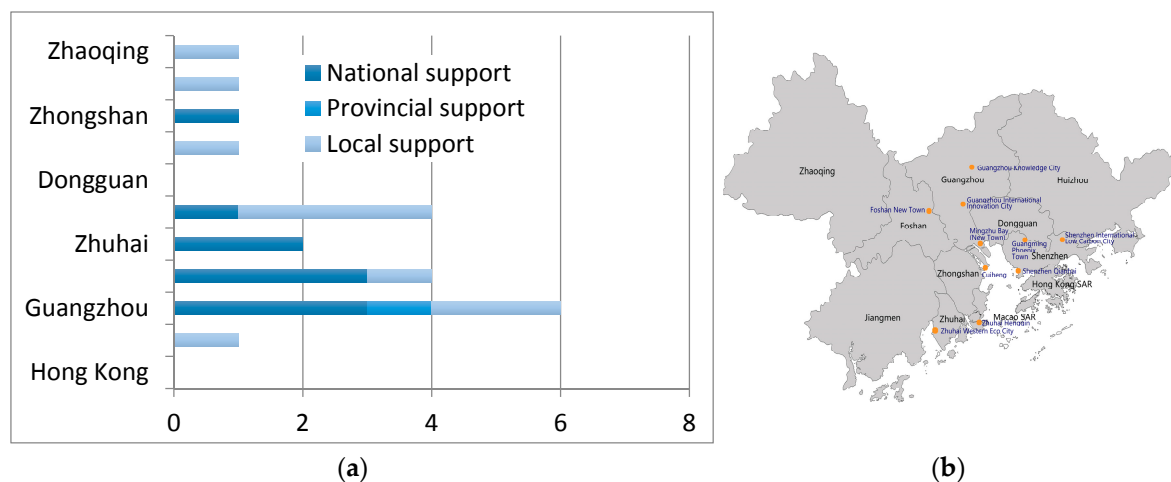 Zhaoqing
Zhongshan
Dongguan
Zhuhai
Guangzhou
Hong Kong
National support
Provincial support
Local support
0 2 4 6 8
(a)
Zhaoqing
Guangzhou Knowledge City
Guangzhou
Huizhou
Guangzhou International
Innovation City
Foshan New Town
Foshan
Dongguan
Mingzhu Bay
(New Town)
Guangming
Phoenix
Town
Shenzhen International
Low Carbon City
Shenzhen
Zhongshan
Cuiheng
Shenzhen Qianhai
Hong Kong SAR
Jiangmen
Zhuhai
Macao SAR
Zhuhai Hengqin
Zhuhai Western Eco City
(b)